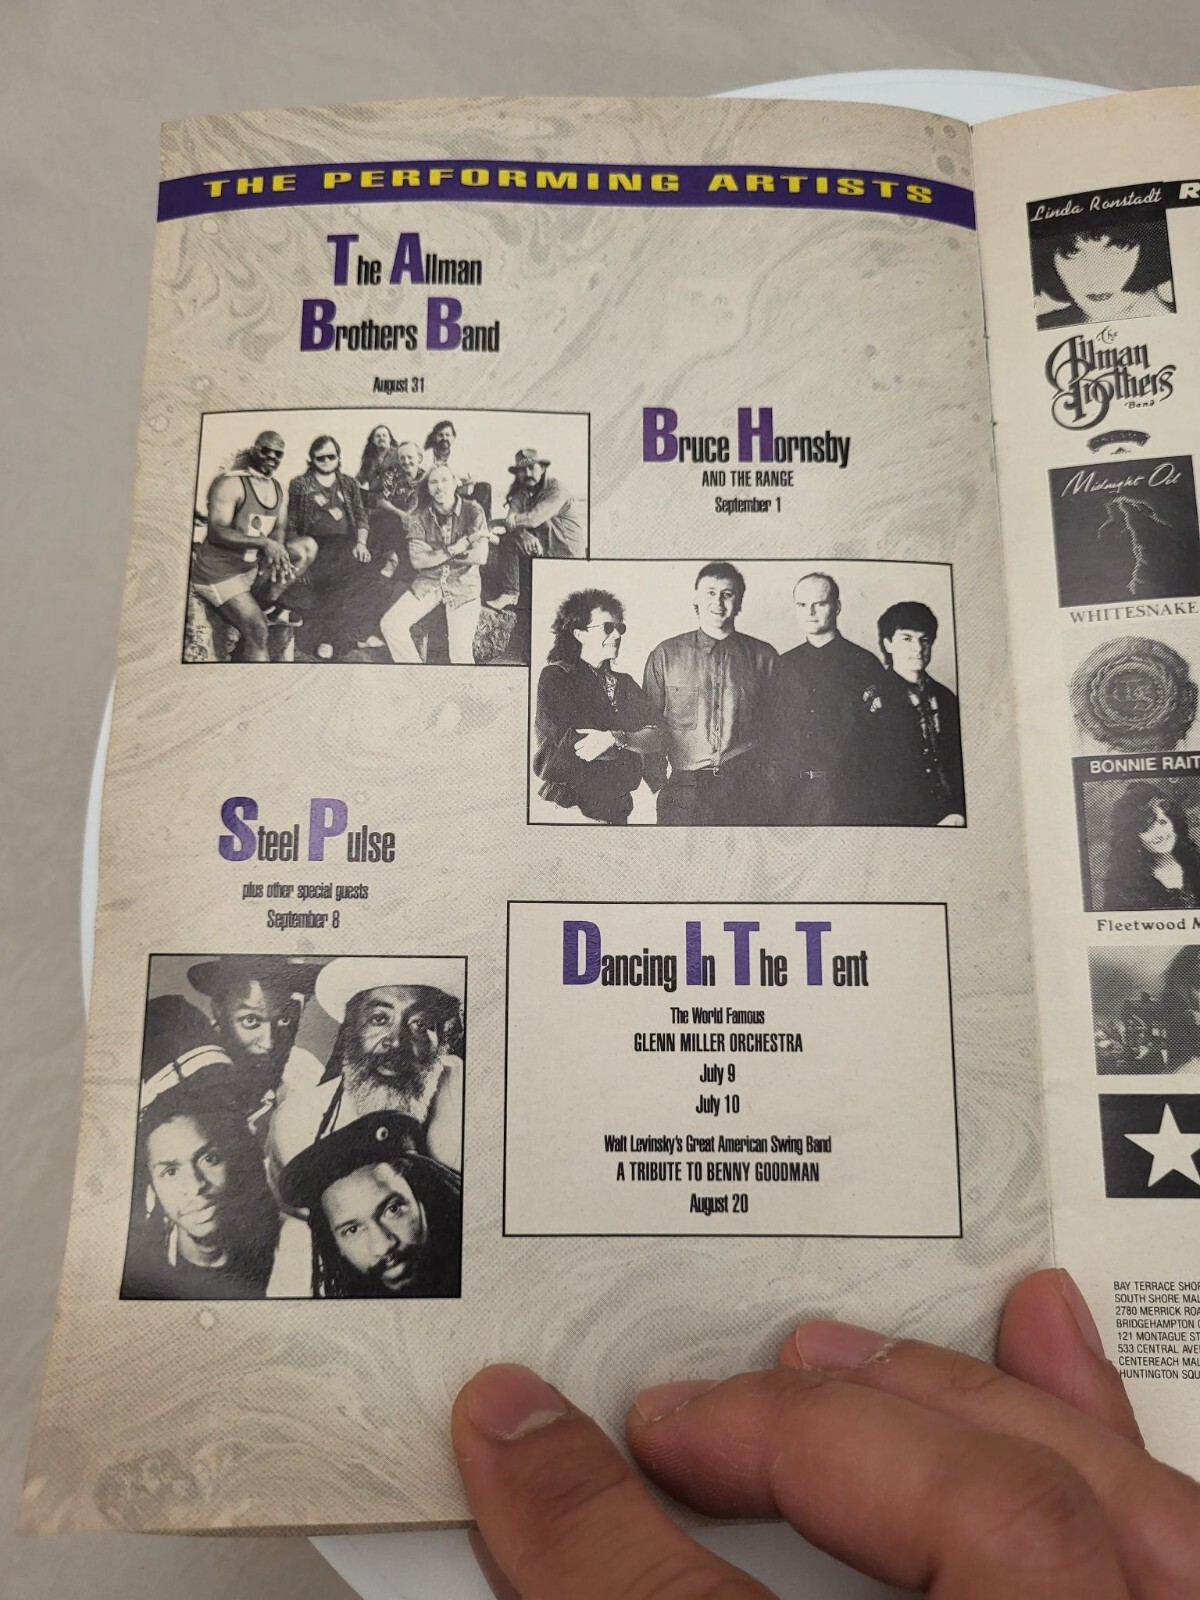 THE PERFORMING ARTISTS
The Allman
Brothers Band
August 31
Bruce Hornsby
AND THE RANGE
September 1
Steel Pulse
plus other special guests
September 8
Dancing In The Tent
The World Famous
GLENN MILLER ORCHESTRA
July 9
July 10
Walt Levinsky's Great American Swing Band
A TRIBUTE TO BENNY GOODMAN
August 20
Linda Ronstadt
The
Allman
Brothers
Band
Midnight Oil
WHITESNAKE
BONNIE RAIT
Fleetwood
BAY TERRACE
SOUTH SHORE
2780 MERRICK
BRIDGEHAMPTON
121 MONTAGUE
533 CENTRAL
CENTEREACH
HUNTINGTON